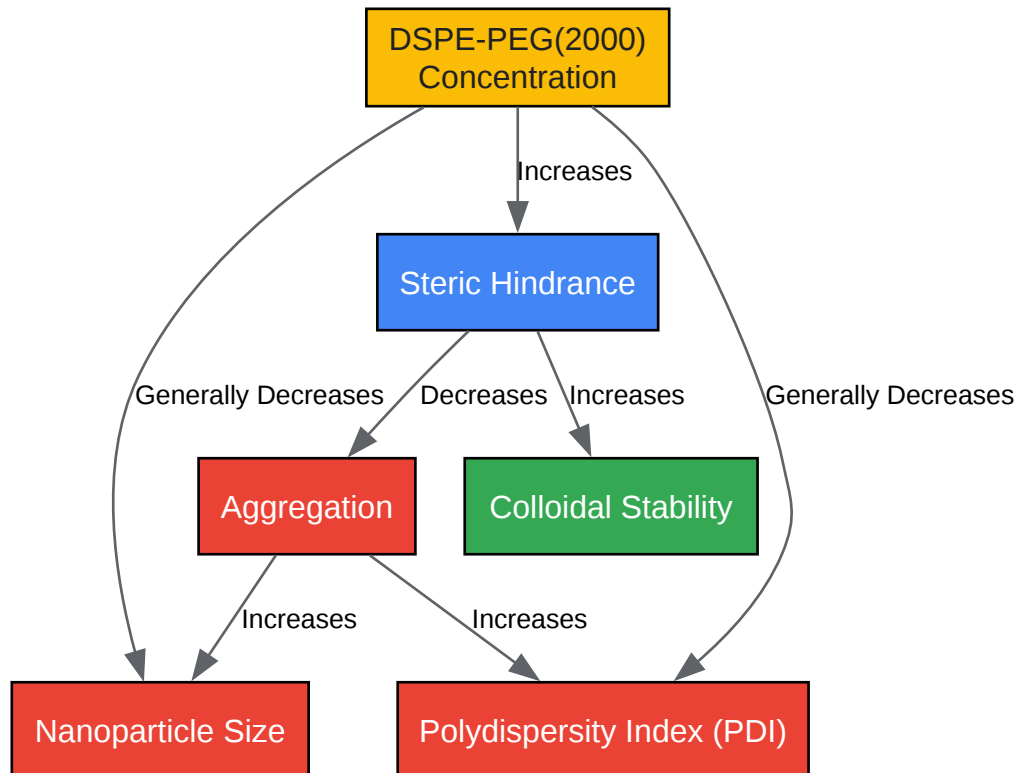 DSPE-PEG(2000)
Concentration
Increases
Steric Hindrance
Generally Decreases
Decreases
Increases
Generally Decreases
Aggregation
Colloidal Stability
Increases
Increases
Nanoparticle Size
Polydispersity Index (PDI)